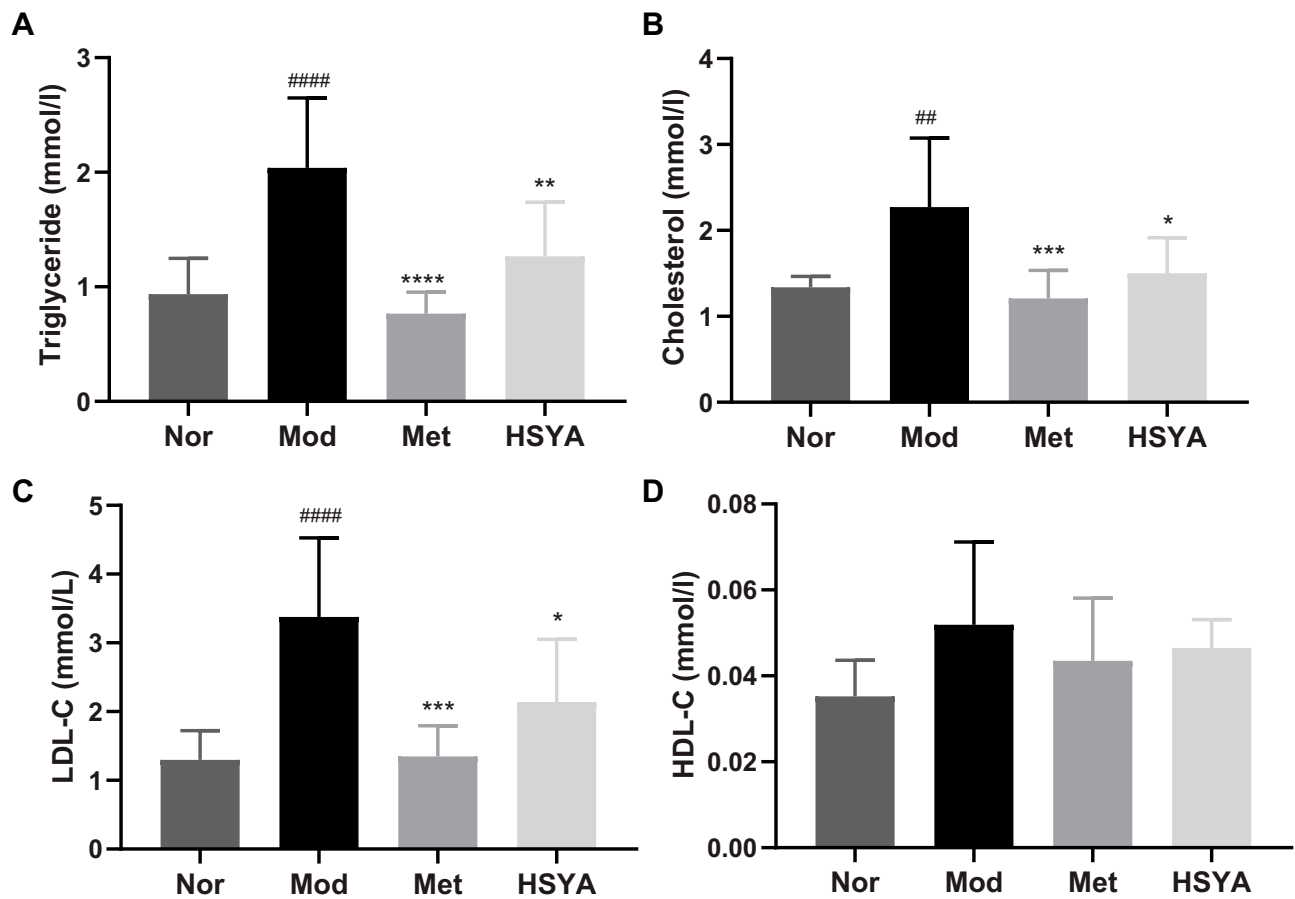 A
Triglyceride (mmol/l)
3
2
1
0
####
****
**
Nor Mod Met HSYA
B
Cholesterol (mmol/l)
4
3
2
1
0
##
***
*
Nor Mod Met HSYA
C
LDL-C (mmol/L)
5
4
3
2
1
0
####
***
*
Nor Mod Met HSYA
D
HDL-C (mmol/l)
0.08
0.06
0.04
0.02
0.00
Nor Mod Met HSYA